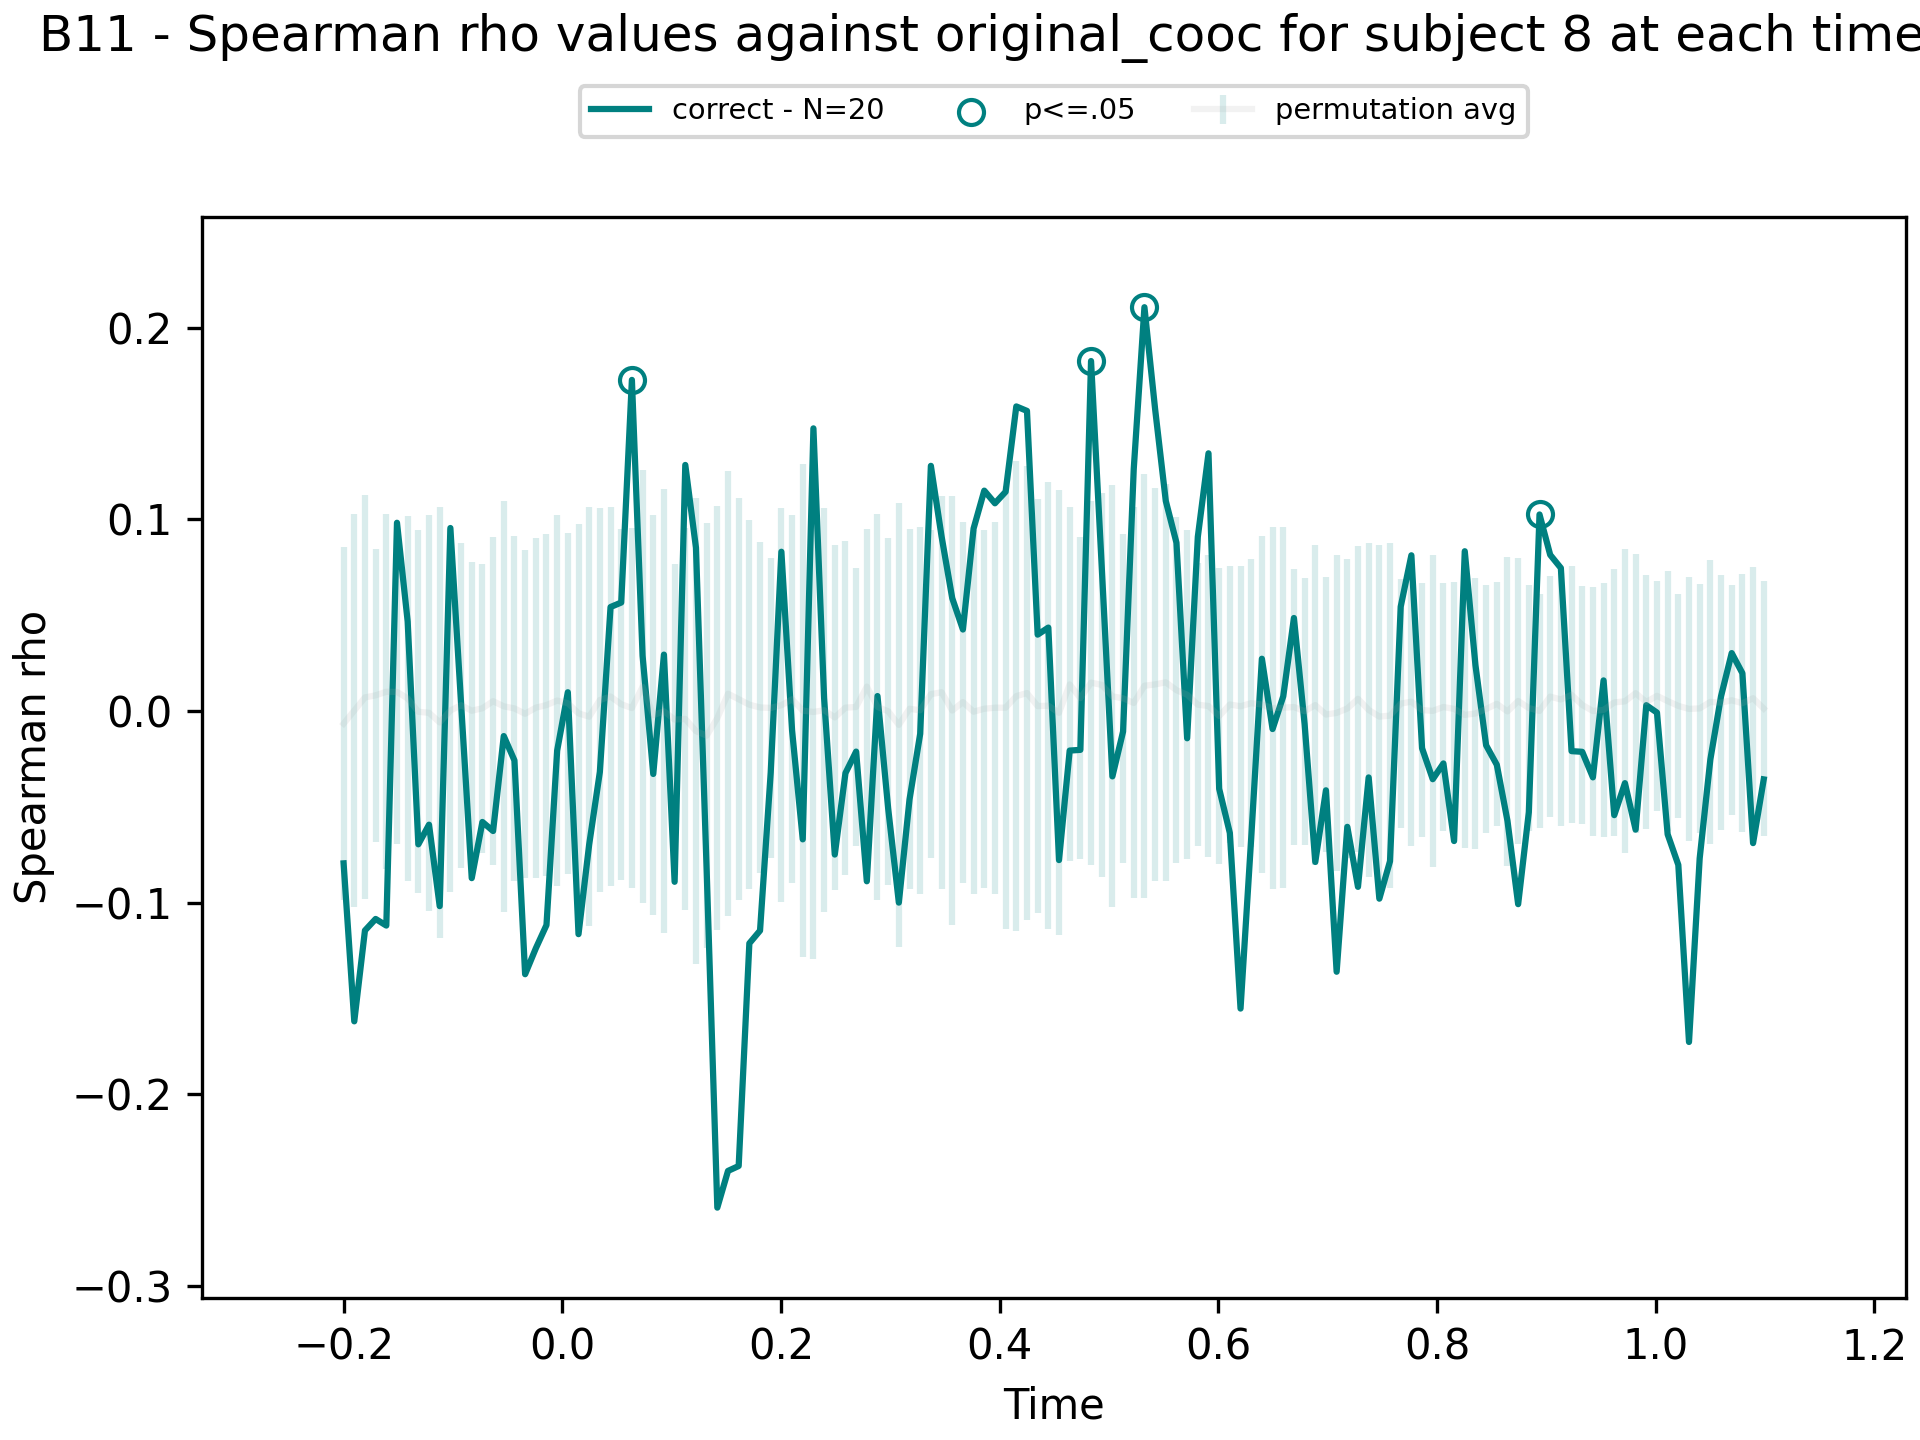 B11 - Spearman rho values against original_cooc for subject 8 at each time
correct - N=20 p<=.05 permutation avg
0.2
0.1
0.0
−0.1
−0.2
−0.3
Spearman rho
−0.2 0.0 0.2 0.4 0.6 0.8 1.0 1.2
Time